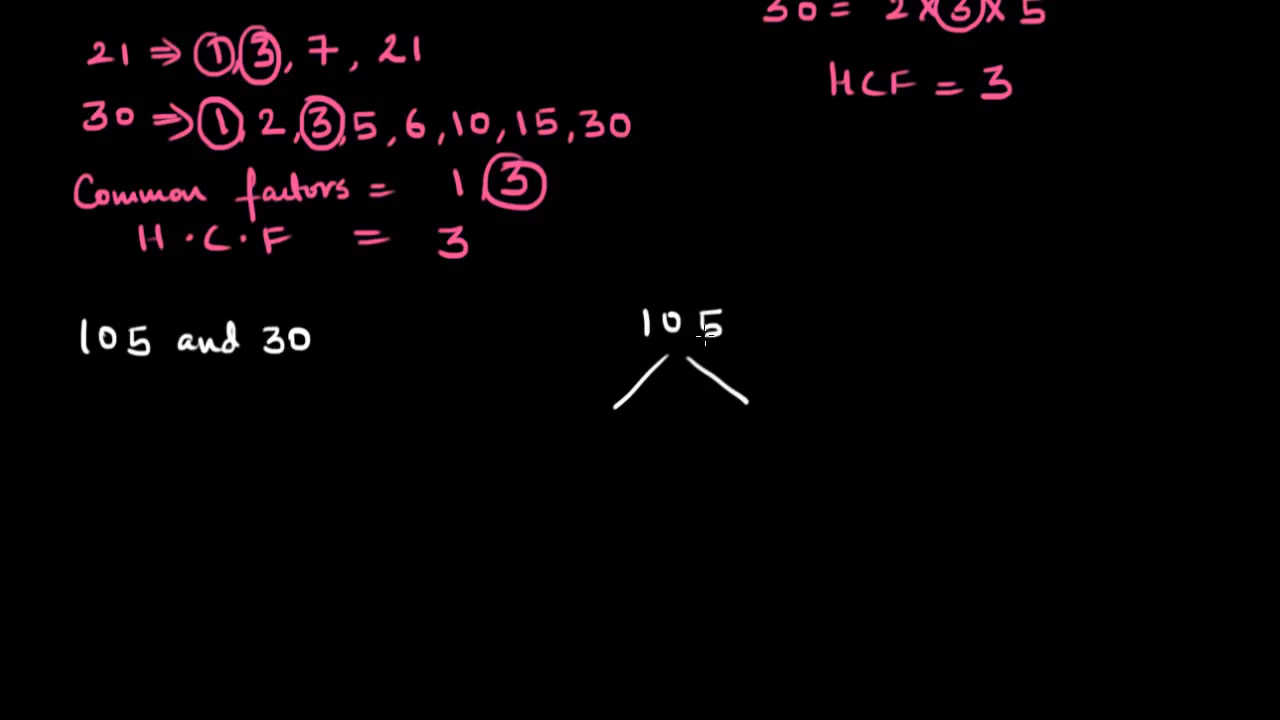 30 = 2 × 3 × 5
21 ⇒ 1, 3, 7, 21
HCF = 3
30 ⇒ 1, 2, 3, 5, 6, 10, 15, 30
Common factors = 1, 3
H.C.F = 3
105 and 30
105